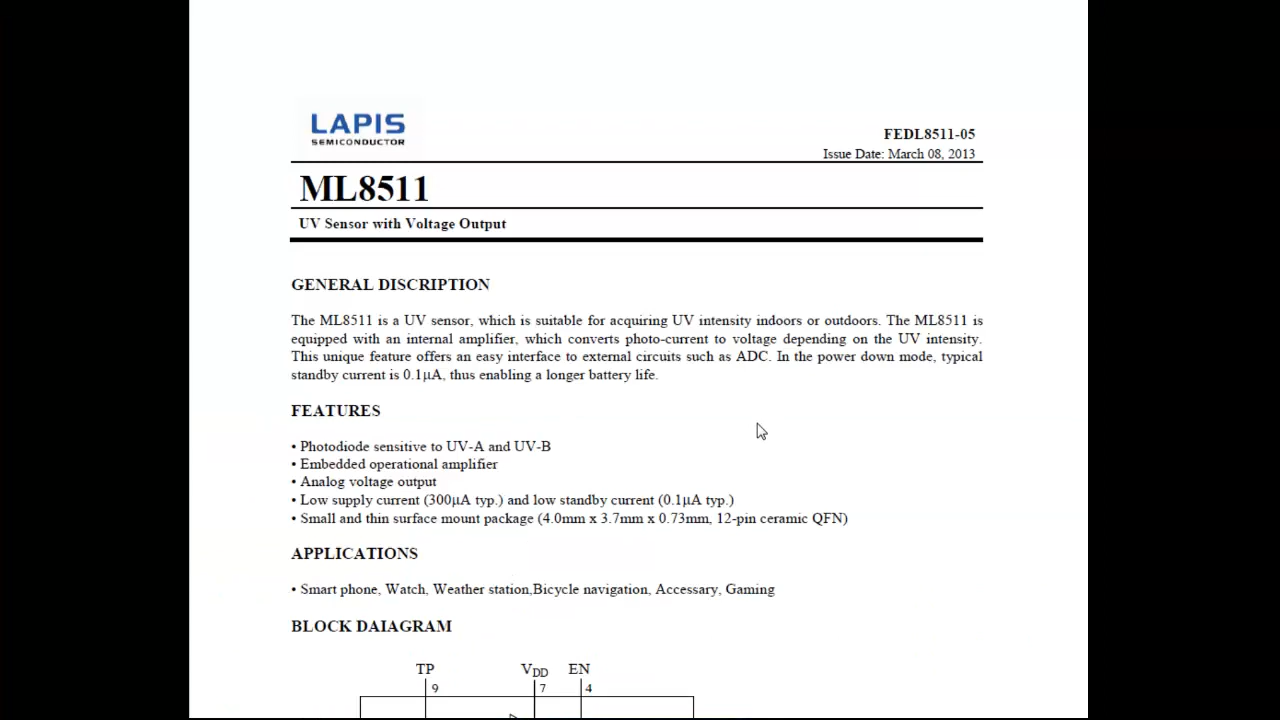 LAPIS
SEMICONDUCTOR
FEDL8511-05
Issue Date: March 08, 2013
ML8511
UV Sensor with Voltage Output
GENERAL DISCRIPTION
The ML8511 is a UV sensor, which is suitable for acquiring UV intensity indoors or outdoors. The ML8511 is
equipped with an internal amplifier, which converts photo-current to voltage depending on the UV intensity.
This unique feature offers an easy interface to external circuits such as ADC. In the power down mode, typical
standby current is 0.1µA, thus enabling a longer battery life.
FEATURES
• Photodiode sensitive to UV-A and UV-B
• Embedded operational amplifier
• Analog voltage output
• Low supply current (300µA typ.) and low standby current (0.1µA typ.)
• Small and thin surface mount package (4.0mm x 3.7mm x 0.73mm, 12-pin ceramic QFN)
APPLICATIONS
• Smart phone, Watch, Weather station,Bicycle navigation, Accessary, Gaming
BLOCK DAIAGRAM
TP VDD EN
9 7 4